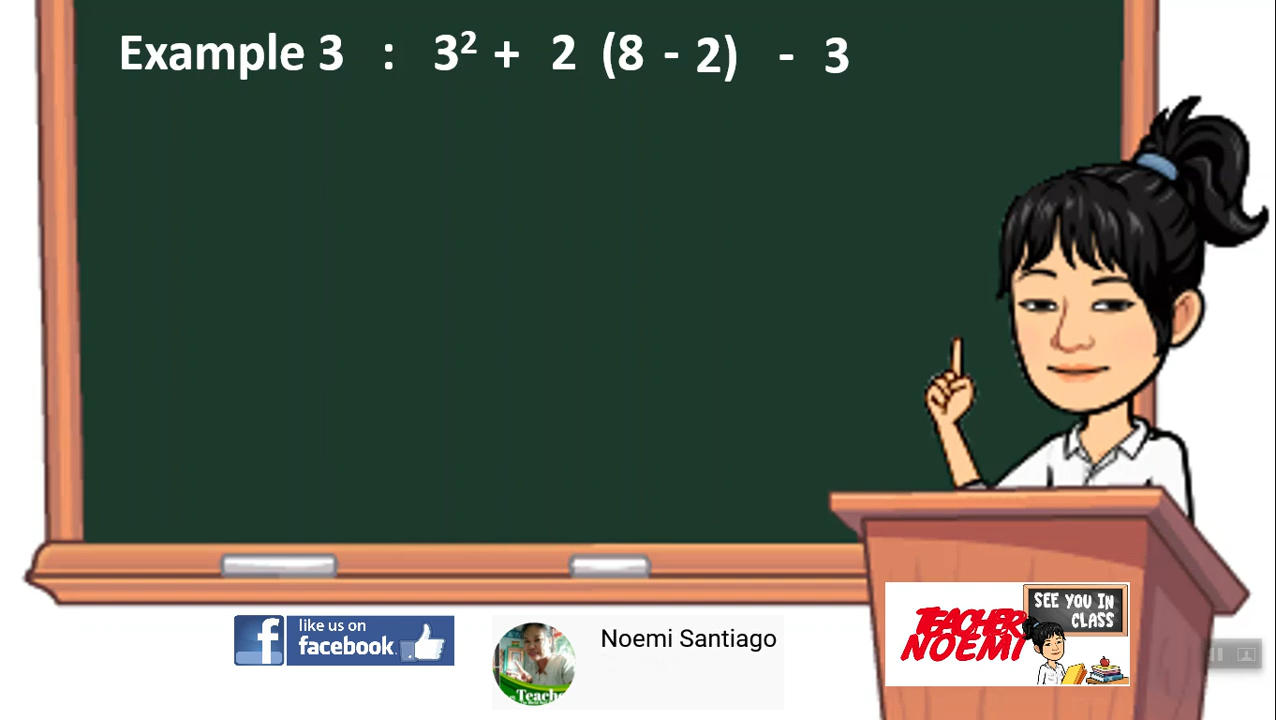 Example 3 : 3² + 2 (8 - 2) - 3
like us on
facebook
Noemi Santiago
Teache
TEACHER
NOEMI
SEE YOU IN
CLASS